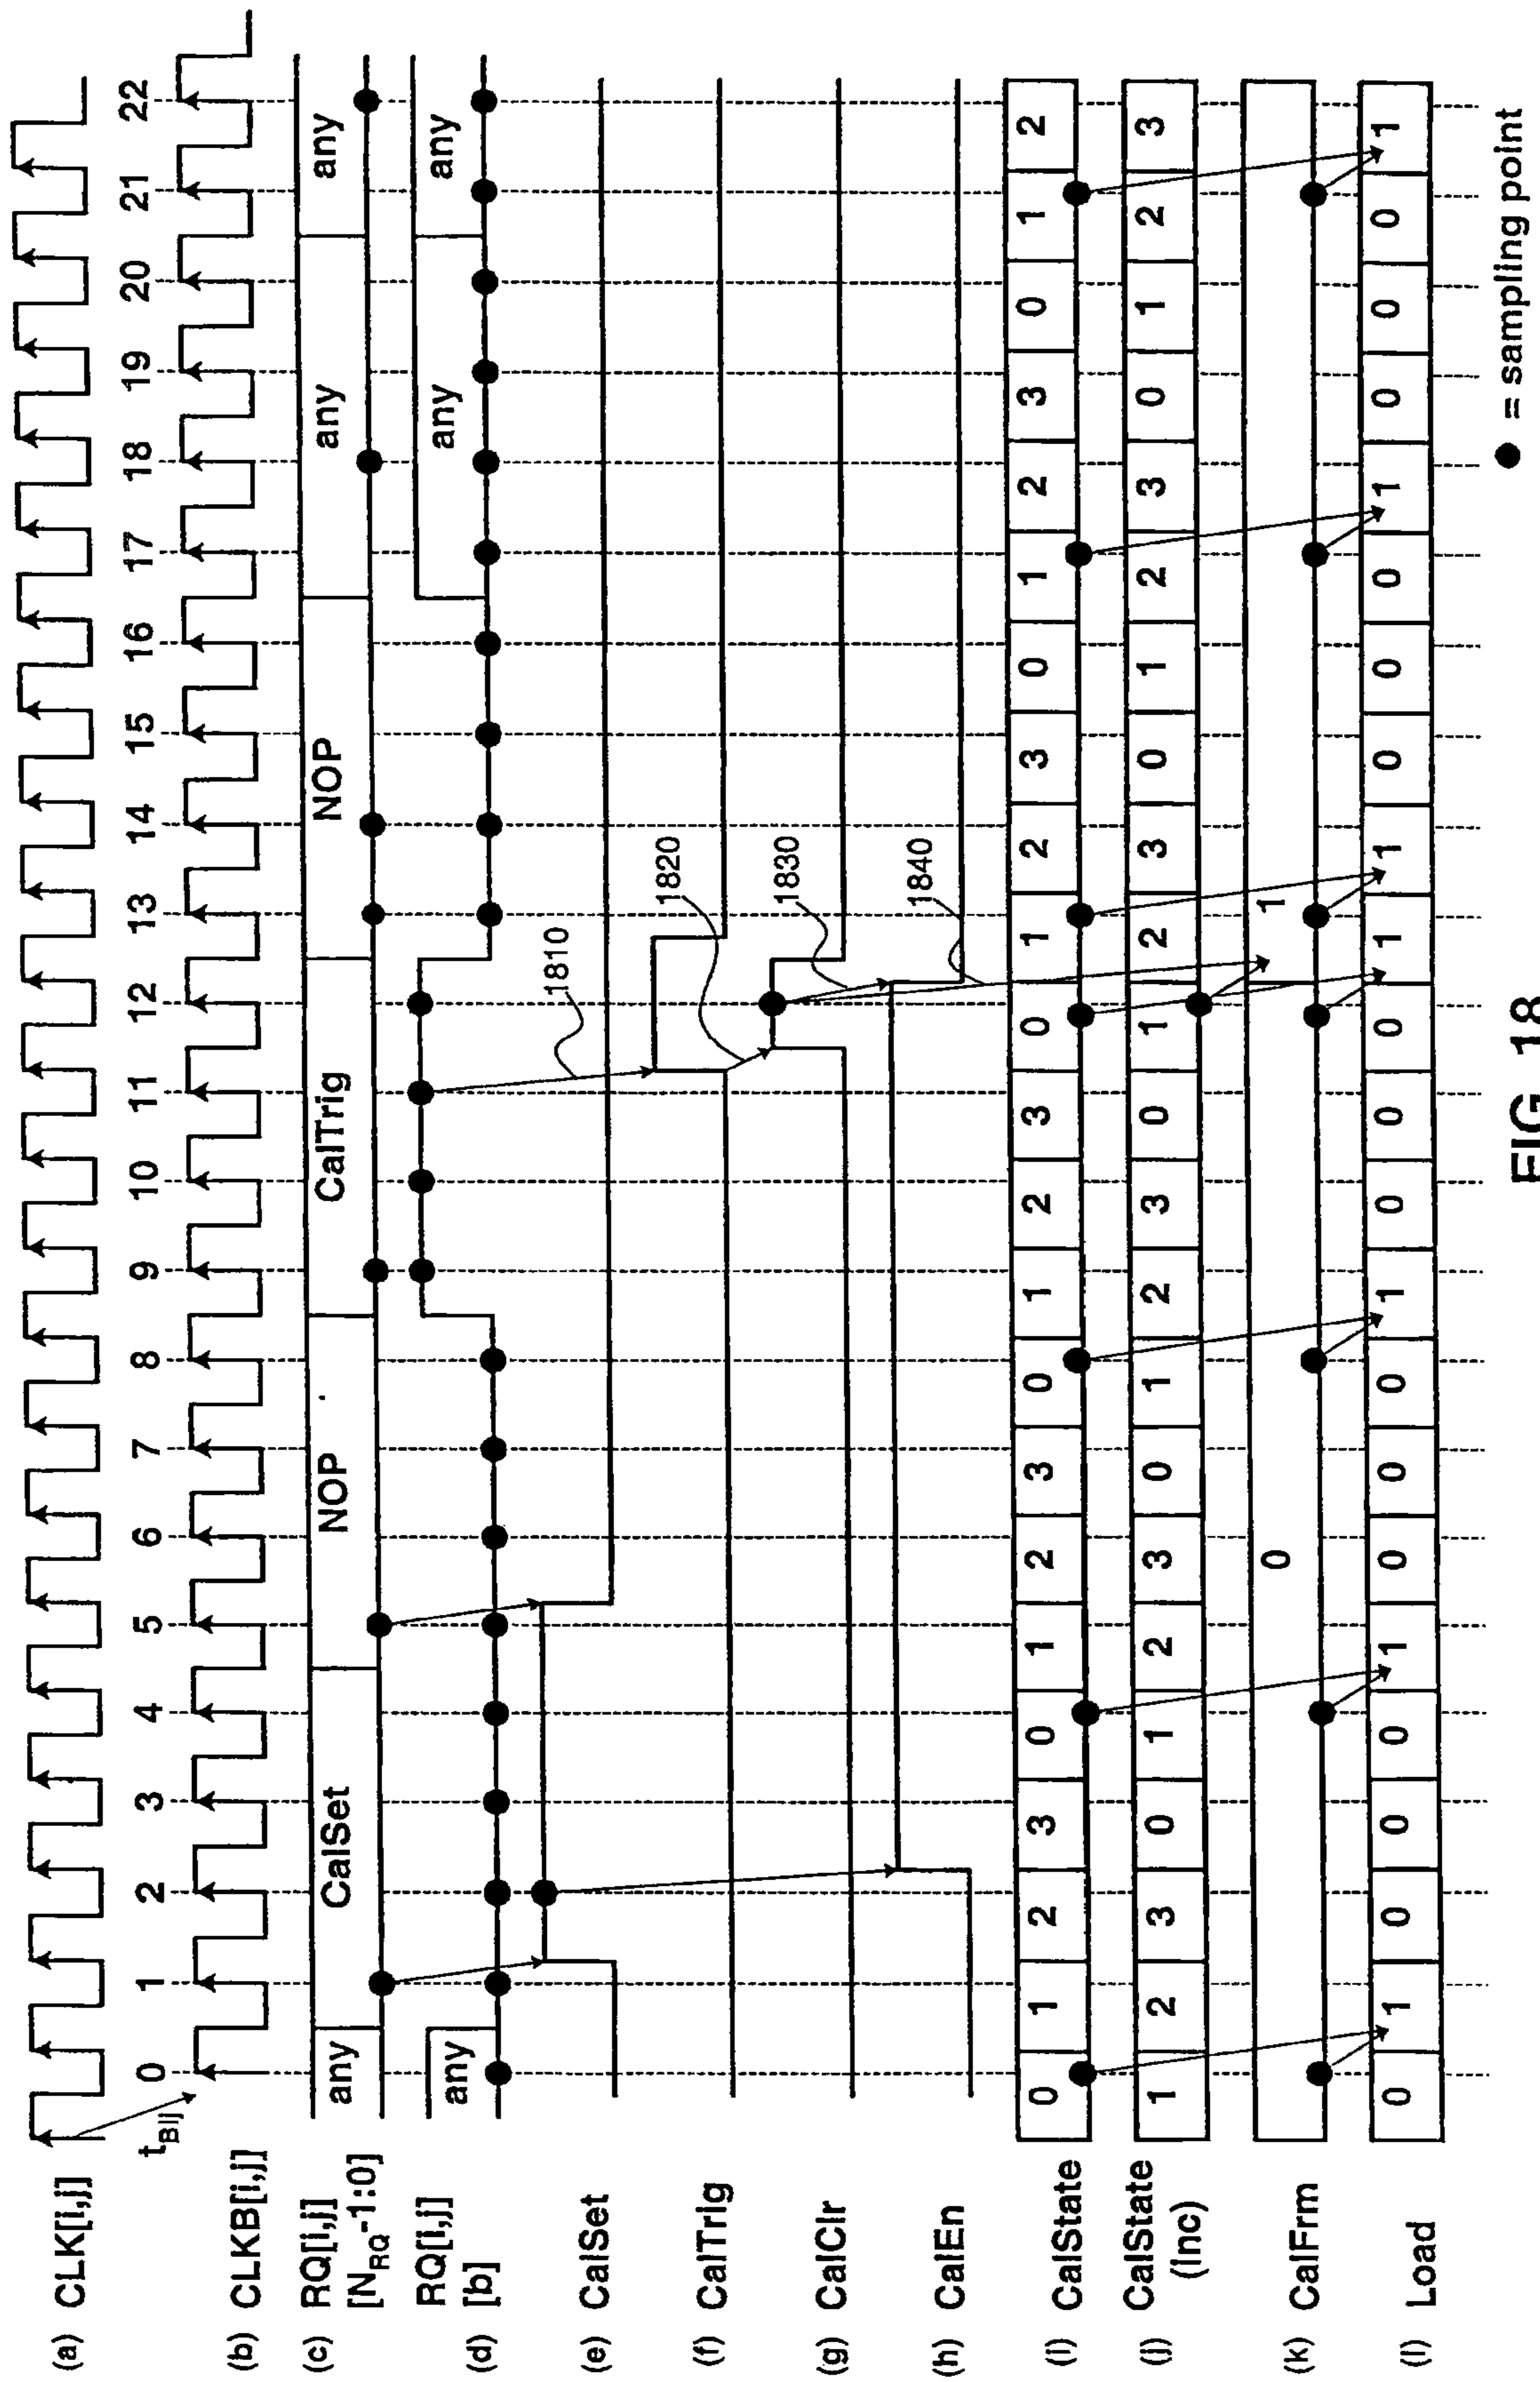 (a) CLK[i,j]
tBij
0 1 2 3 4 5 6 7 8 9 10 11 12 13 14 15 16 17 18 19 20 21 22
(b) CLKB[i,j]
(c) RQ[i,j]
[NRQ-1:0]
any CalSet NOP CalTrig NOP any any
(d) RQ[i,j]
[b]
any any any
(e) CalSet
1810
(f) CalTrig
1820
(g) CalClr
1830
(h) CalEn
1840
(i) CalState
0 1 2 3 0 1 2 3 0 1 2 3 0 1 2 3 0 1 2 3 0 1 2
(j) CalState
(Inc)
1 2 3 0 1 2 3 0 1 2 3 0 1 2 3 0 1 2 3 0 1 2 3
(k) CalFrm
0 1
(l) Load
0 1 0 0 0 1 0 0 0 1 0 0 0 1 1 0 0 0 1 0 0 0 1
● = sampling point
FIG. 18